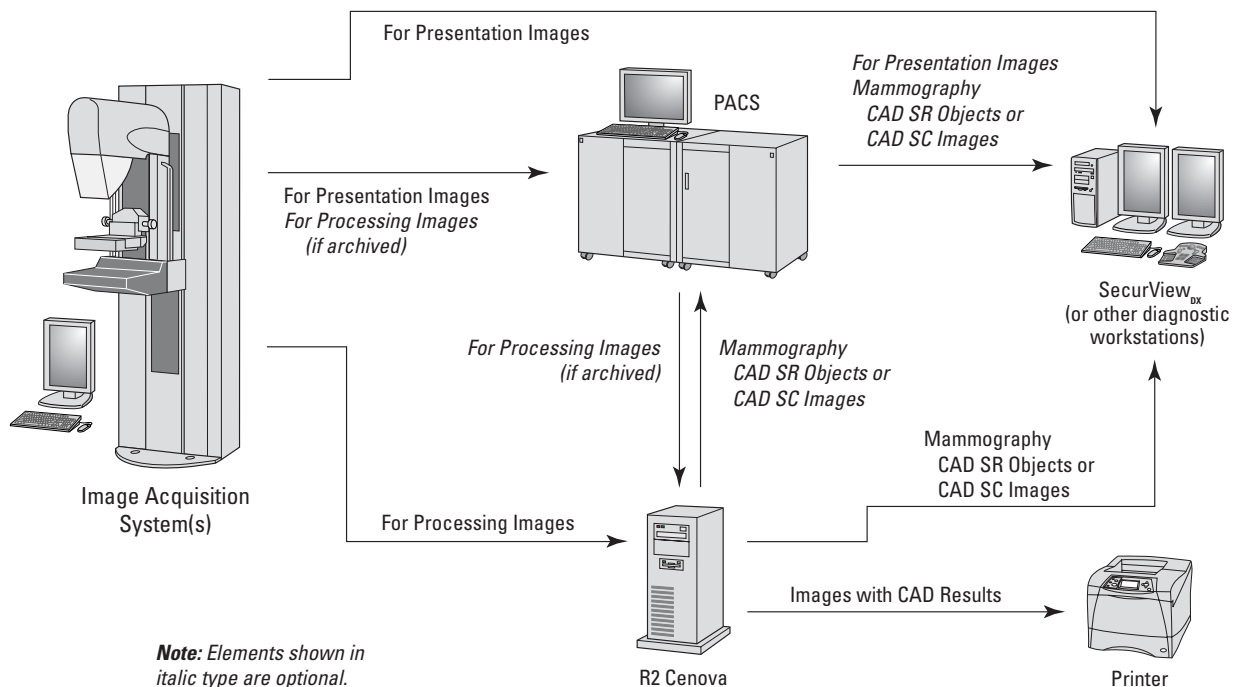 For Presentation Images
For Presentation Images
Mammography
CAD SR Objects or
CAD SC Images
PACS
For Presentation Images
For Processing Images
(if archived)
SecurViewDX
(or other diagnostic
workstations)
For Processing Images
(if archived)
Mammography
CAD SR Objects or
CAD SC Images
Mammography
CAD SR Objects or
CAD SC Images
Image Acquisition
System(s)
For Processing Images
Images with CAD Results
Note: Elements shown in
italic type are optional.
R2 Cenova
Printer